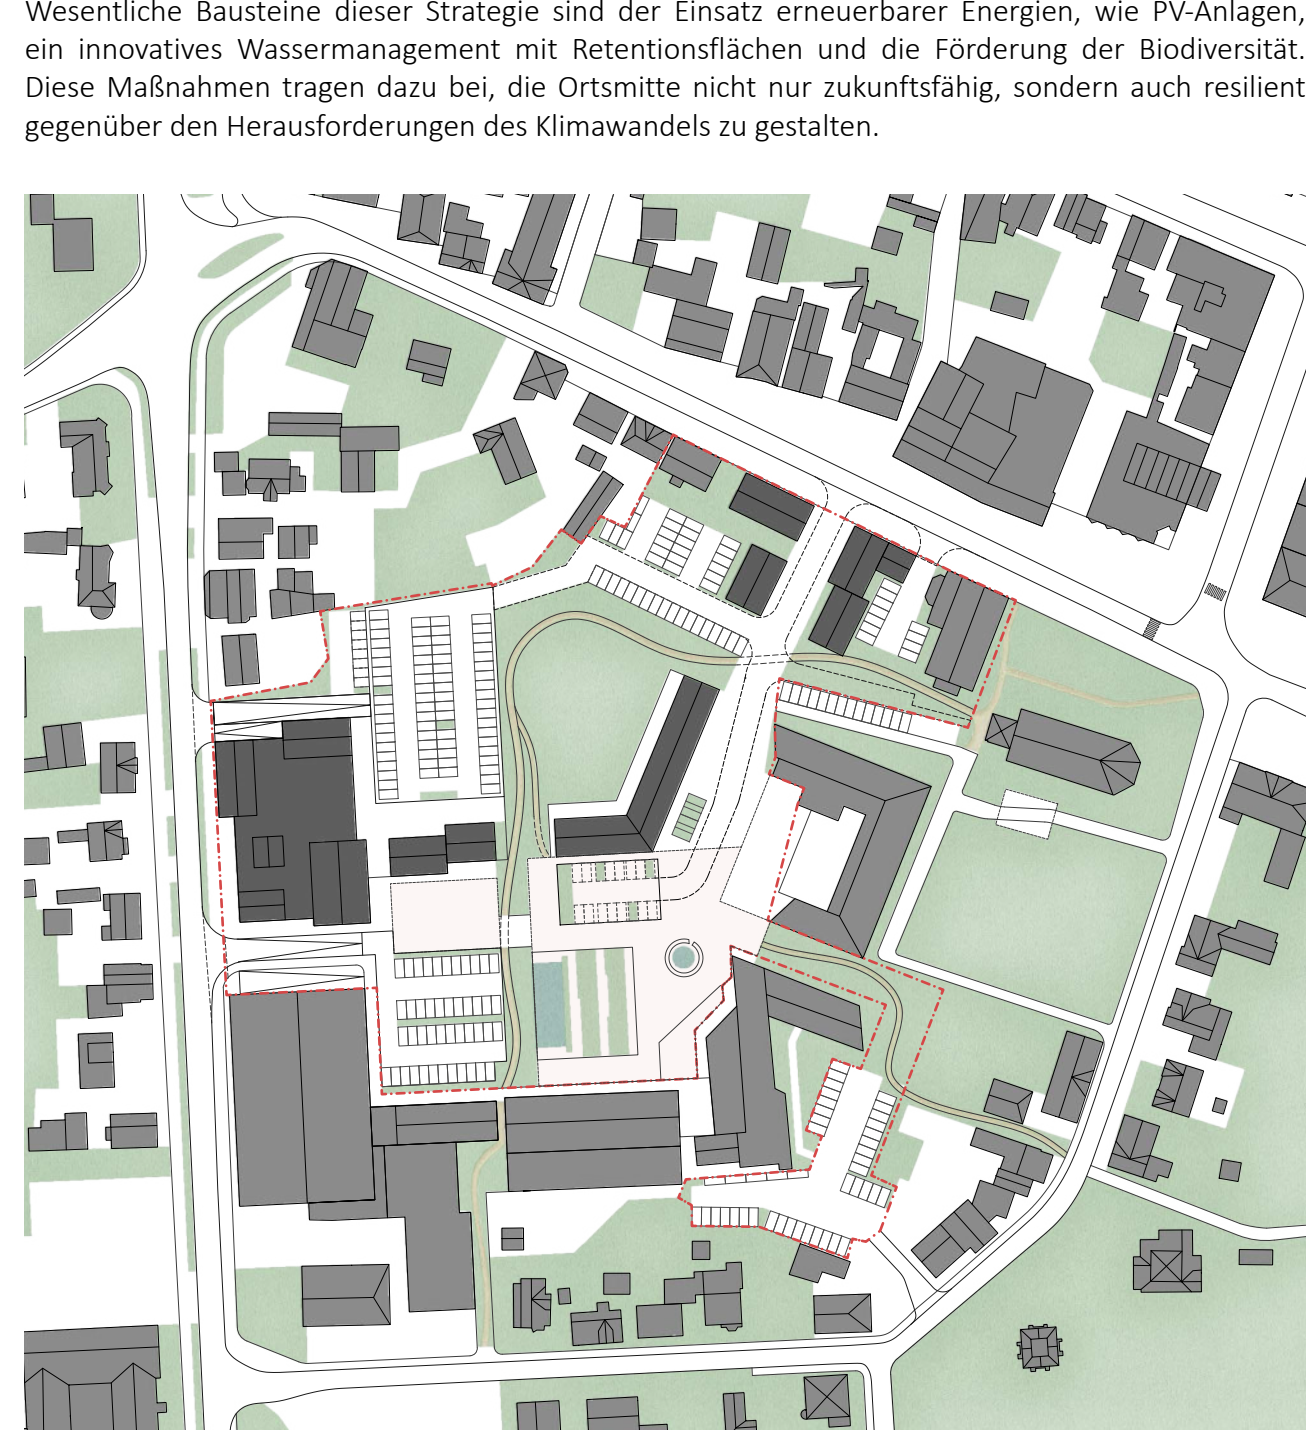 Wesentliche Bausteine dieser Strategie sind der Einsatz erneuerbarer Energien, wie PV-Anlagen,
ein innovatives Wassermanagement mit Retentionsflächen und die Förderung der Biodiversität.
Diese Maßnahmen tragen dazu bei, die Ortsmitte nicht nur zukunftsfähig, sondern auch resilient
gegenüber den Herausforderungen des Klimawandels zu gestalten.